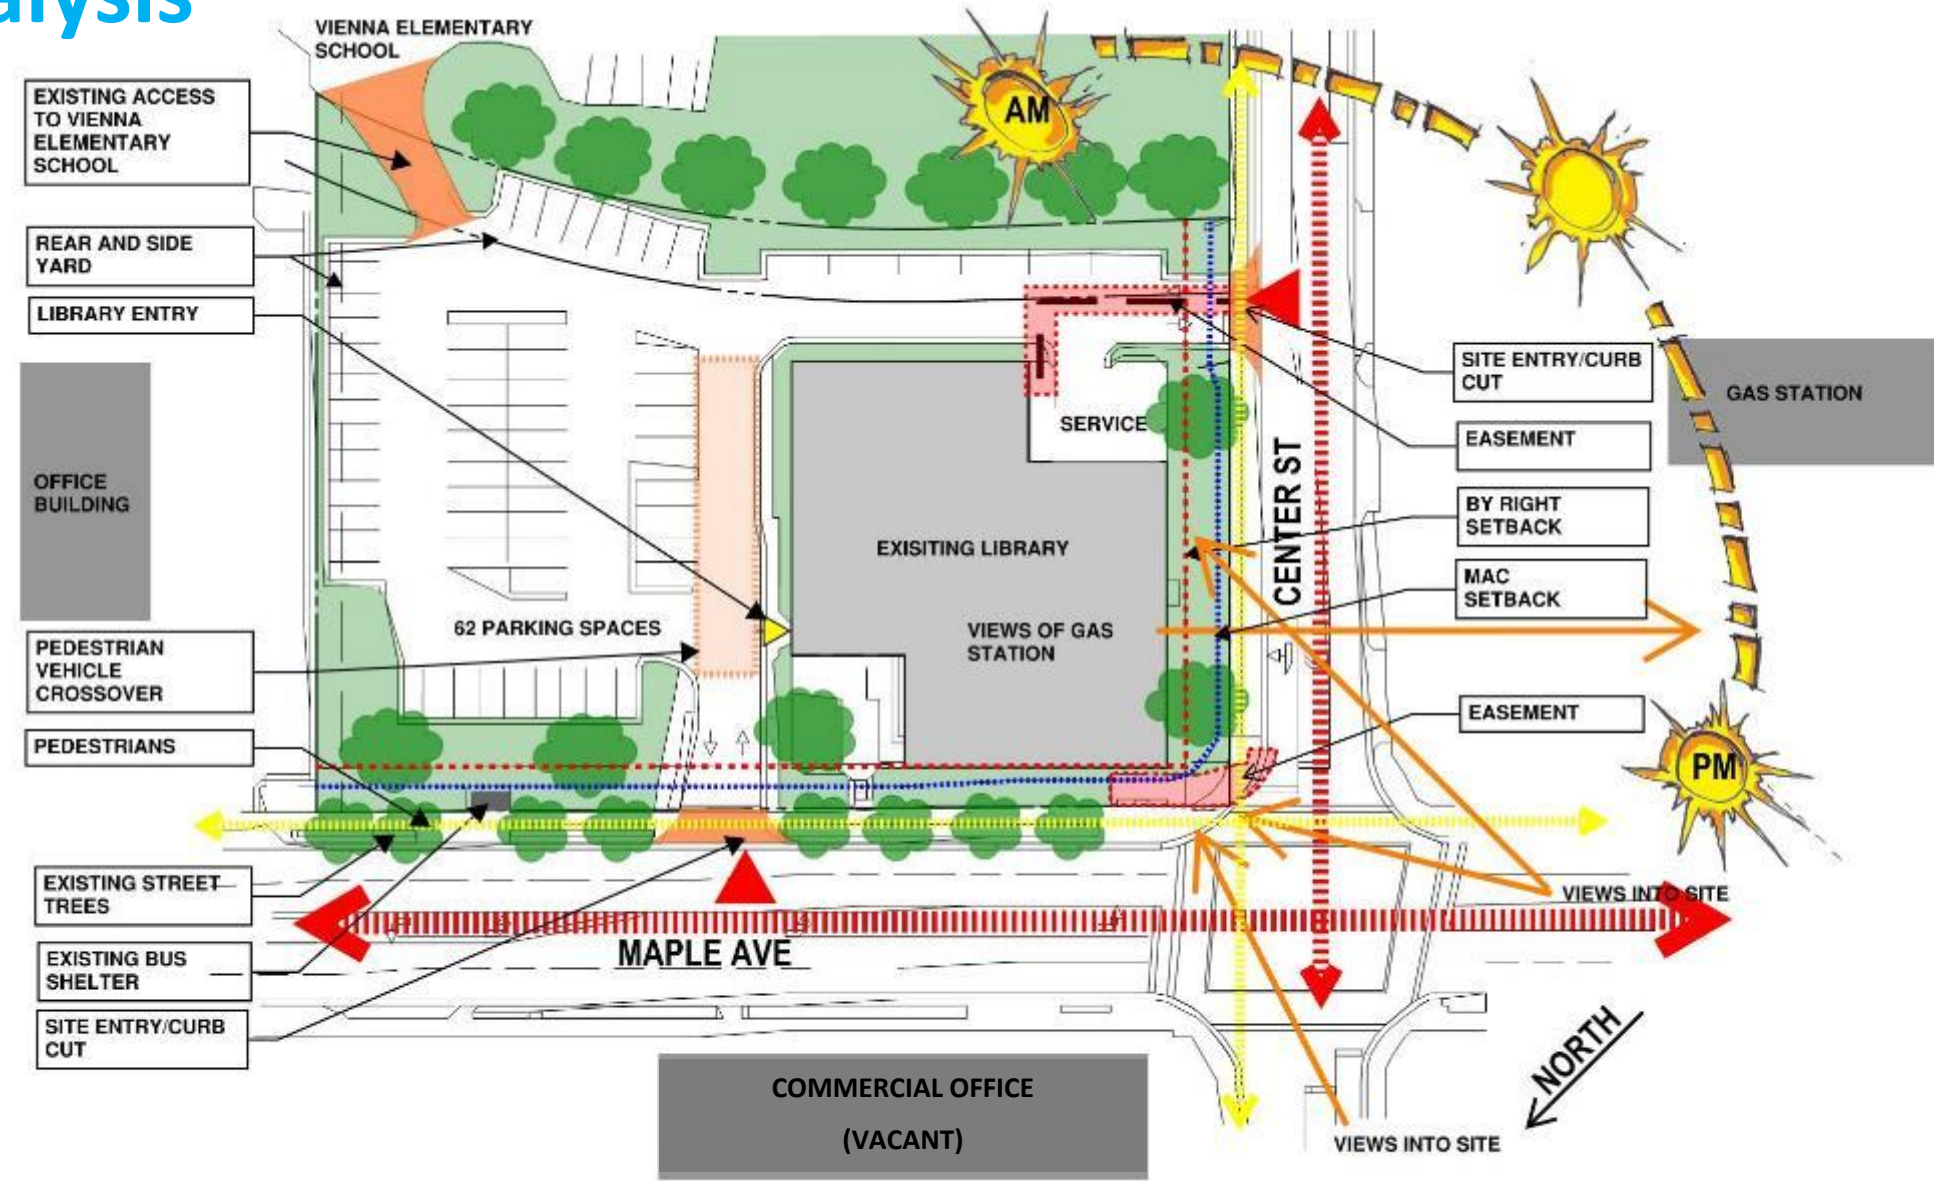 alysis
VIENNA ELEMENTARY
SCHOOL
EXISTING ACCESS
TO VIENNA
ELEMENTARY
SCHOOL
AM
REAR AND SIDE
YARD
LIBRARY ENTRY
SITE ENTRY/CURB
CUT
GAS STATION
SERVICE
EASEMENT
OFFICE
BUILDING
CENTER ST
BY RIGHT
SETBACK
EXISITING LIBRARY
MAC
SETBACK
62 PARKING SPACES
VIEWS OF GAS
STATION
PEDESTRIAN
VEHICLE
CROSSOVER
EASEMENT
PEDESTRIANS
PM
EXISTING STREET
TREES
VIEWS INTO SITE
MAPLE AVE
EXISTING BUS
SHELTER
SITE ENTRY/CURB
CUT
NORTH
COMMERCIAL OFFICE
(VACANT)
VIEWS INTO SITE